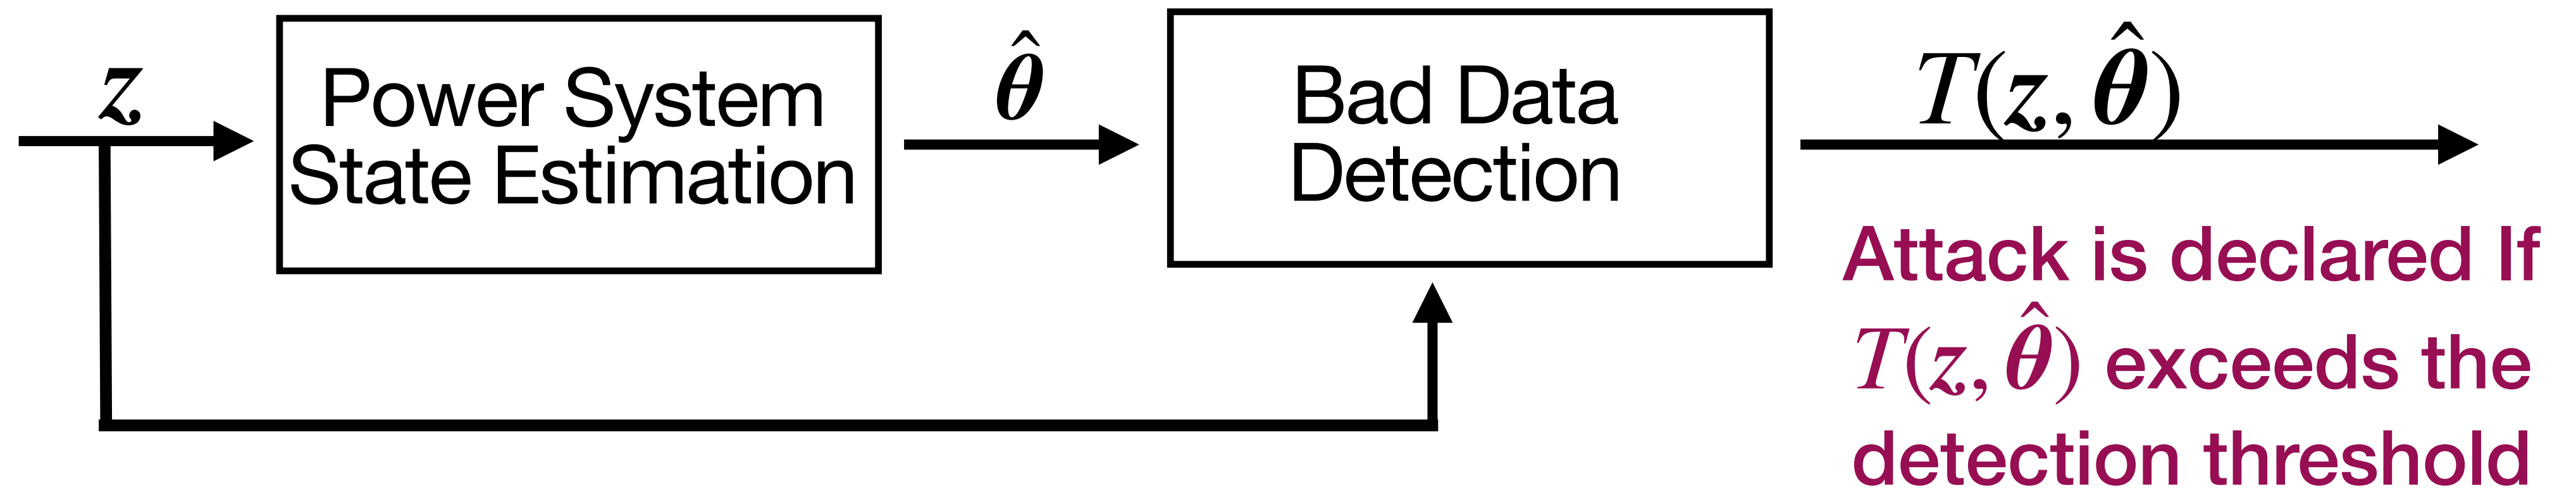 z
Power System
State Estimation
θ̂
Bad Data
Detection
T(z, θ̂)
Attack is declared If
T(z, θ̂) exceeds the
detection threshold